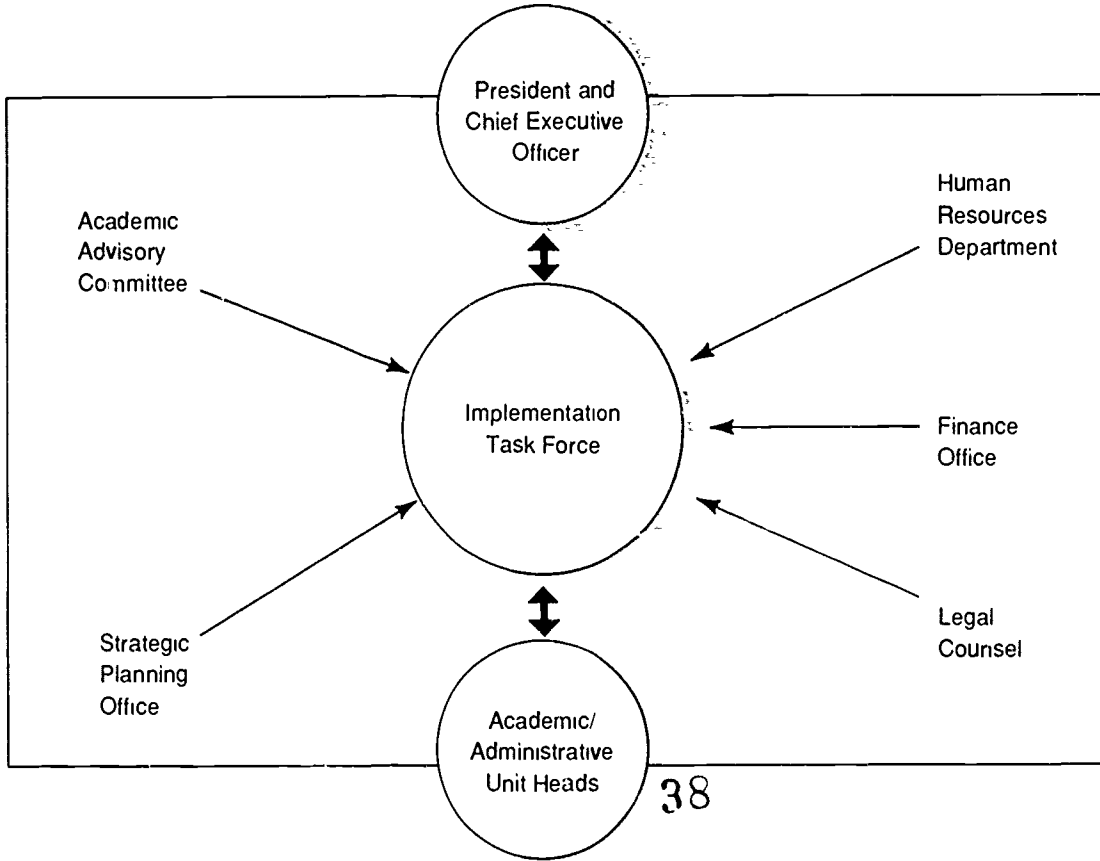 President and
Chief Executive
Officer
Academic
Advisory
Committee
Human
Resources
Department
Implementation
Task Force
Finance
Office
Strategic
Planning
Office
Legal
Counsel
Academic/
Administrative
Unit Heads
38